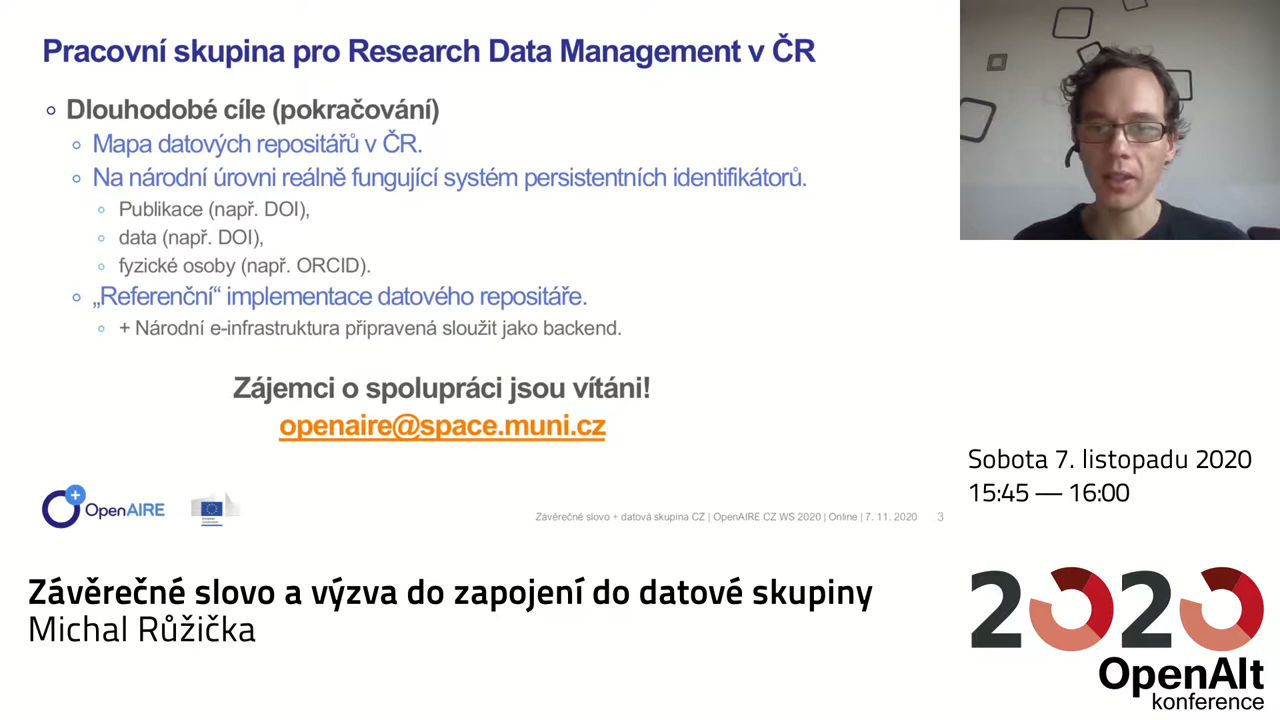 Pracovní skupina pro Research Data Management v ČR
Dlouhodobé cíle (pokračování)
Mapa datových repositářů v ČR.
Na národní úrovni reálně fungující systém persistentních identifikátorů.
Publikace (např. DOI),
data (např. DOI),
fyzické osoby (např. ORCID).
„Referenční“ implementace datového repositáře.
+ Národní e-infrastruktura připravená sloužit jako backend.
Zájemci o spolupráci jsou vítáni!
openaire@space.muni.cz
OpenAIRE
Závěrečné slovo + datová skupina CZ | OpenAIRE CZ WS 2020 | Online | 7. 11. 2020 3
Sobota 7. listopadu 2020
15:45 — 16:00
Závěrečné slovo a výzva do zapojení do datové skupiny
Michal Růžička
2020
OpenAlt
konference